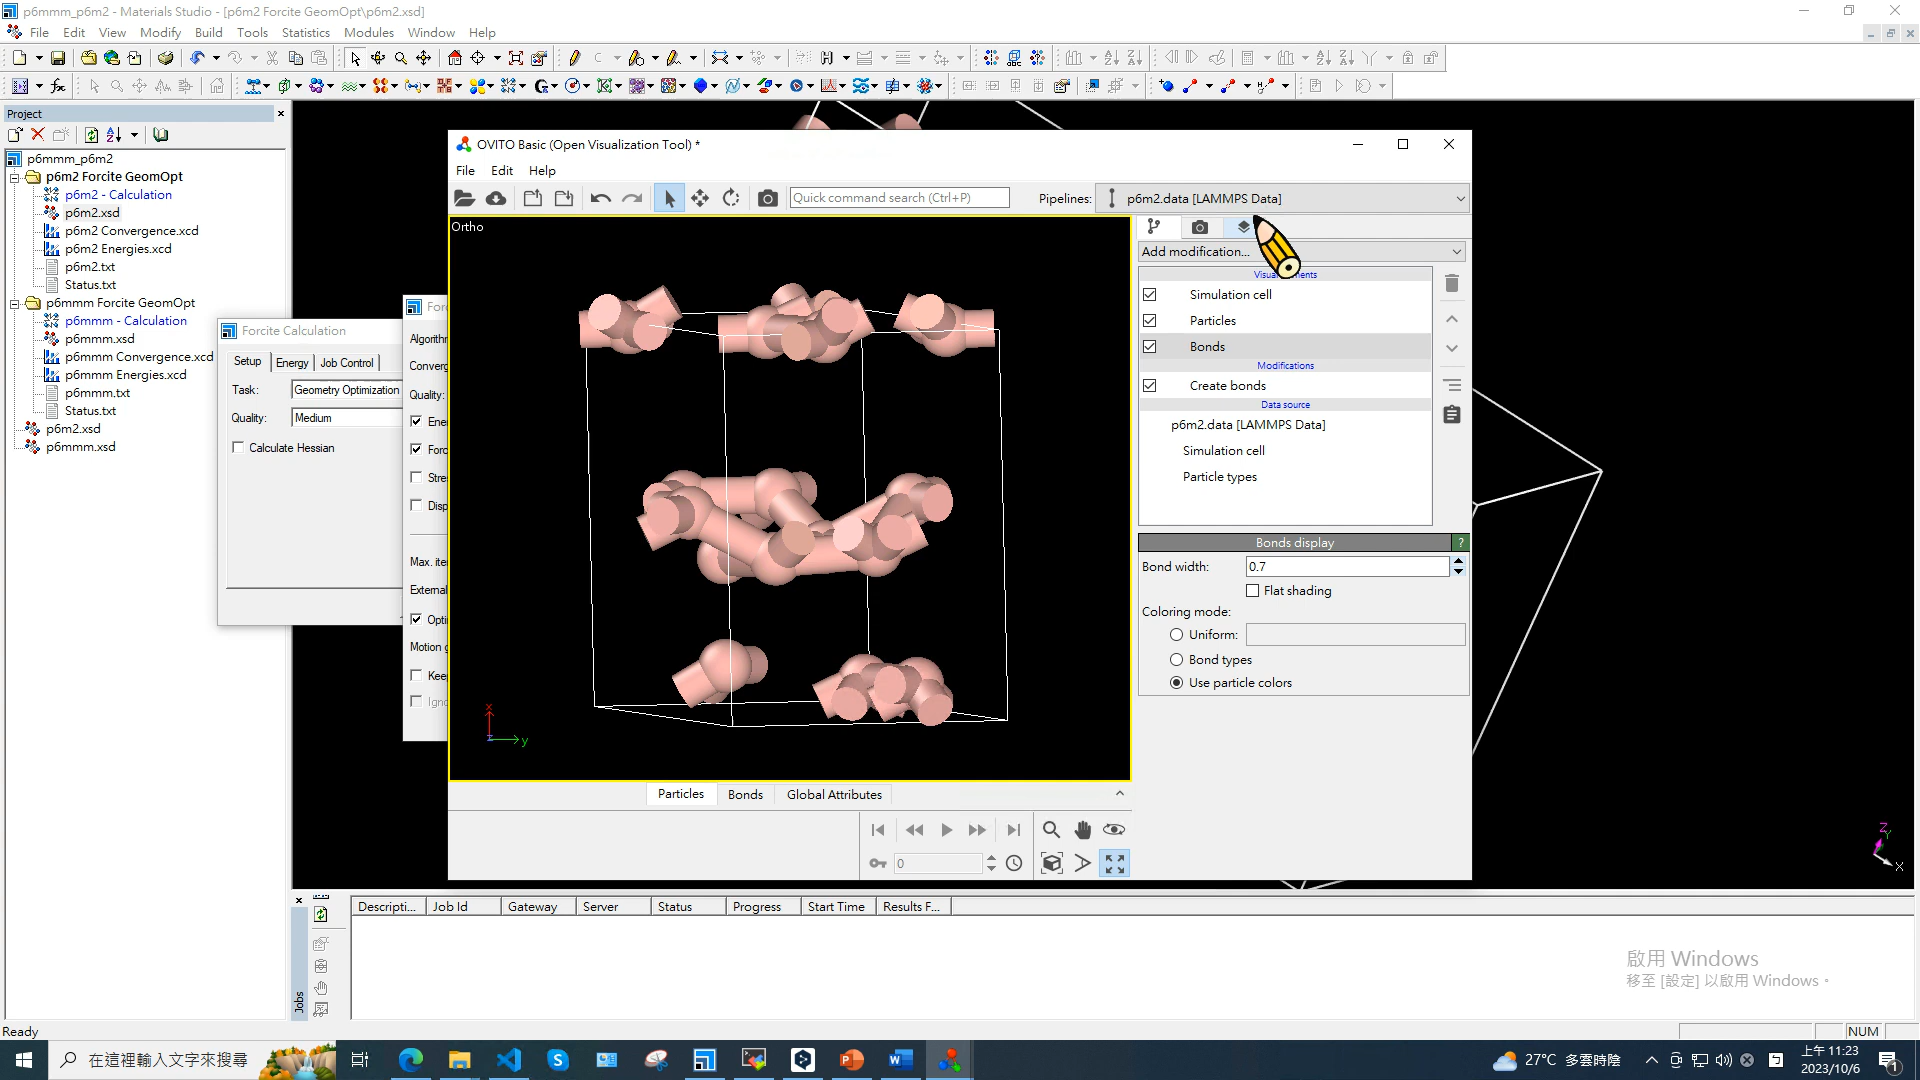 p6mmm_p6m2 - Materials Studio - [p6m2 Forcite GeomOpt\p6m2.xsd]
File Edit View Modify Build Tools Statistics Modules Window Help
Project
p6mmm_p6m2
p6m2 Forcite GeomOpt
p6m2 - Calculation
p6m2.xsd
p6m2 Convergence.xcd
p6m2 Energies.xcd
p6m2.txt
Status.txt
p6mmm Forcite GeomOpt
p6mmm - Calculation
p6mmm.xsd
p6mmm Convergence.xcd
p6mmm Energies.xcd
p6mmm.txt
Status.txt
p6m2.xsd
p6mmm.xsd
Forcite Calculation
Setup Energy Job Control
Task: Geometry Optimization
Quality: Medium
Calculate Hessian
Quality:
Max. ite
External
OVITO Basic (Open Visualization Tool) *
File Edit Help
Quick command search (Ctrl+P)
Pipelines: p6m2.data [LAMMPS Data]
Ortho
x
y
Add modification...
Simulation cell
Particles
Bonds
Modifications
Create bonds
Data source
p6m2.data [LAMMPS Data]
Simulation cell
Particle types
Bonds display ?
Bond width: 0.7
Flat shading
Coloring mode:
Uniform:
Bond types
Use particle colors
Particles Bonds Global Attributes
0
Z
Y
X
Descripti... Job Id Gateway Server Status Progress Start Time Results F...
Jobs
啟用 Windows
移至 [設定] 以啟用 Windows。
Ready
NUM
在這裡輸入文字來搜尋
27°C 多雲時陰
上午 11:23
2023/10/6
1